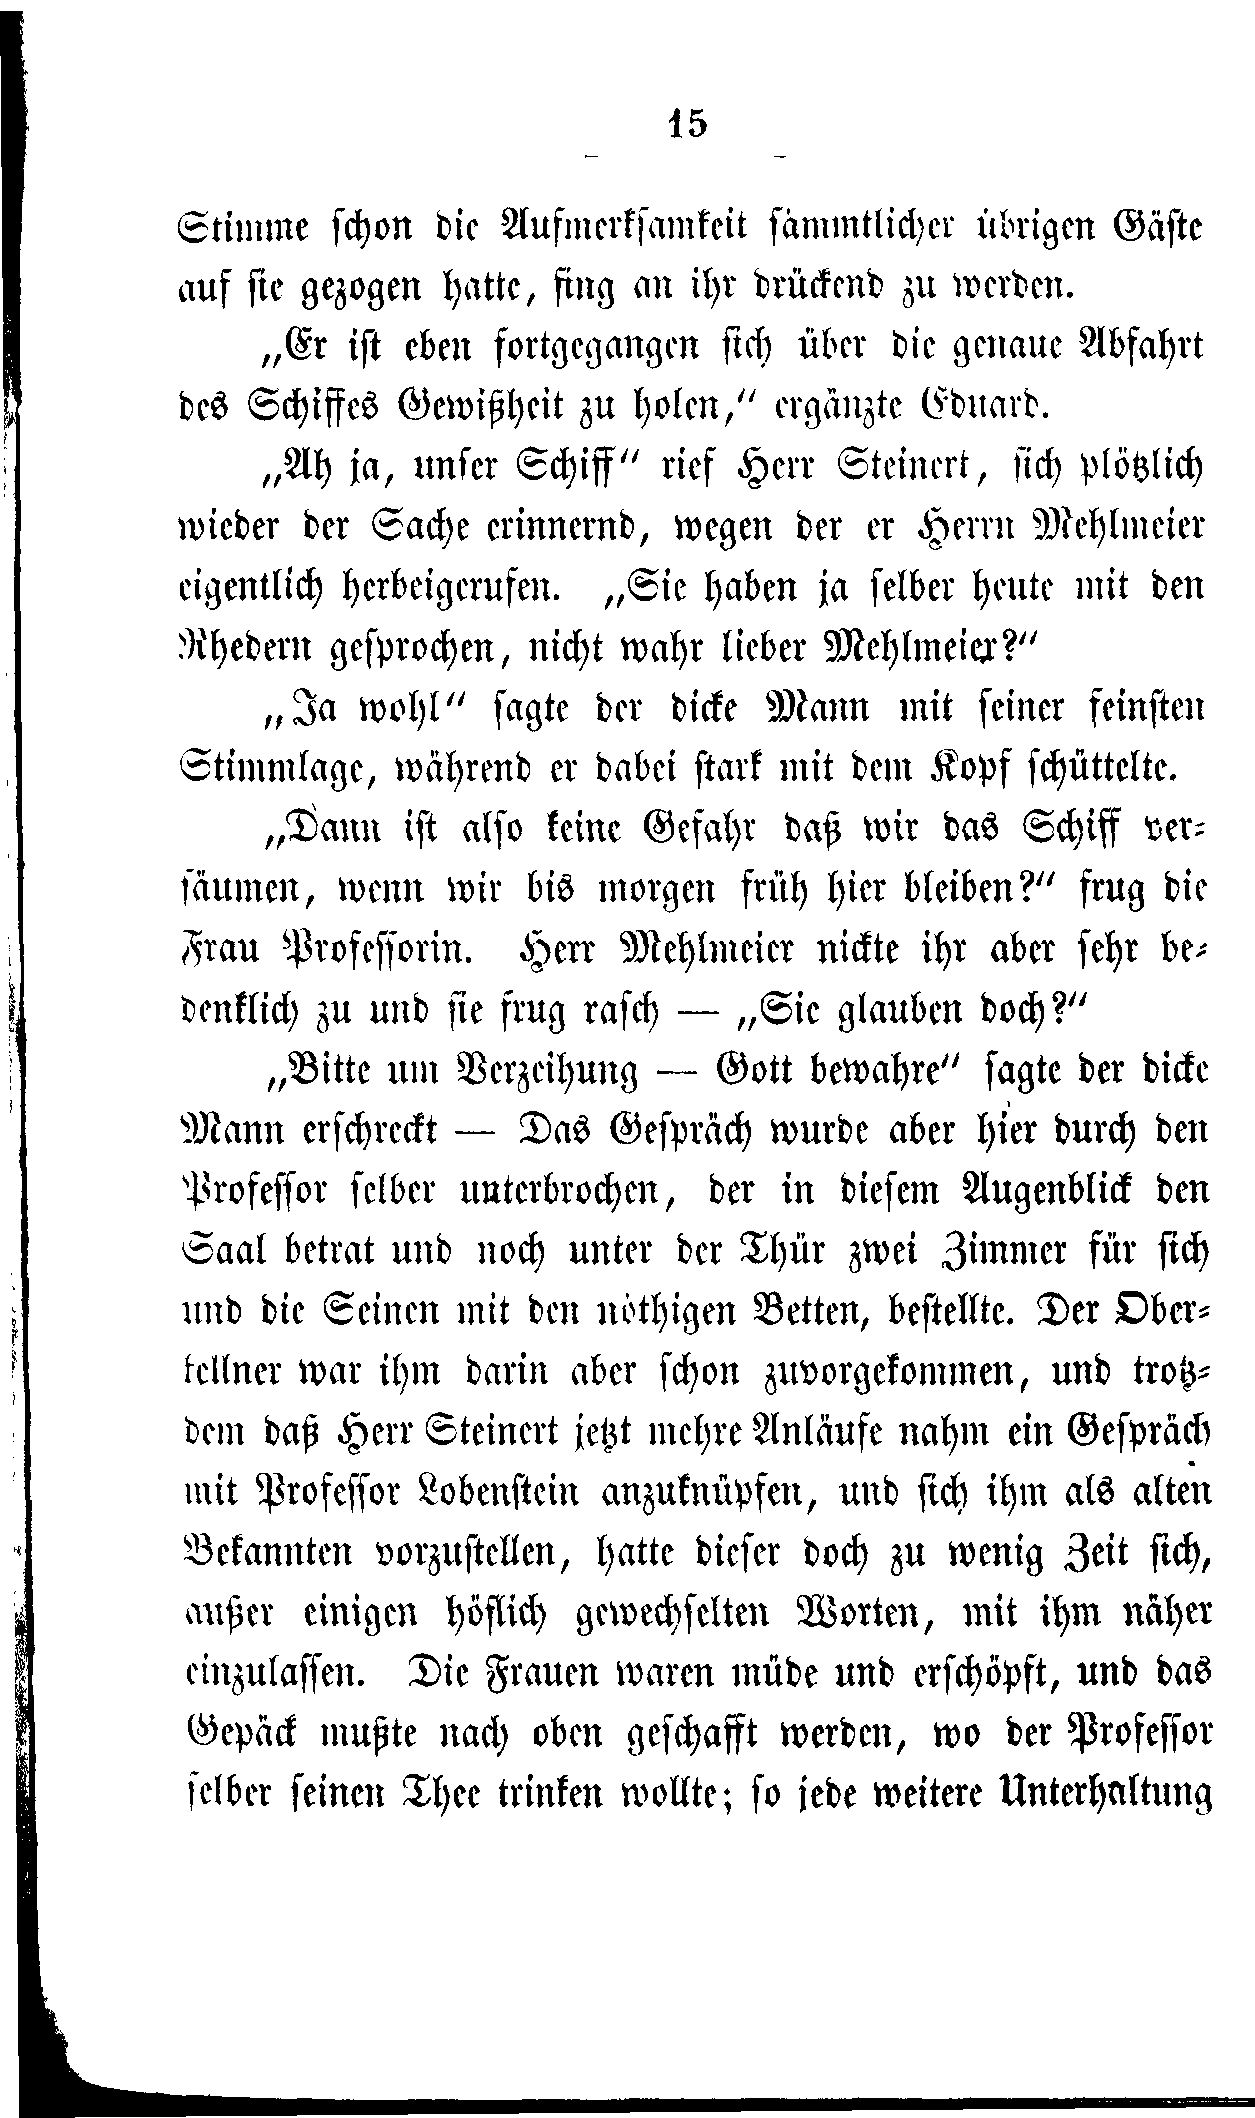 15
Stimme schon die Aufmerksamkeit sämmtlicher übrigen Gäste
auf sie gezogen hatte, fing an ihr drückend zu werden.
„Er ist eben fortgegangen sich über die genaue Abfahrt
des Schiffes Gewißheit zu holen,“ ergänzte Eduard.
„Ah ja, unser Schiff“ rief Herr Steinert, sich plötzlich
wieder der Sache erinnernd, wegen der er Herrn Mehlmeier
eigentlich herbeigerufen. „Sie haben ja selber heute mit den
Rhedern gesprochen, nicht wahr lieber Mehlmeier?“
„Ja wohl“ sagte der dicke Mann mit seiner feinsten
Stimmlage, während er dabei stark mit dem Kopf schüttelte.
„Dann ist also keine Gefahr daß wir das Schiff ver-
säumen, wenn wir bis morgen früh hier bleiben?“ frug die
Frau Professorin. Herr Mehlmeier nickte ihr aber sehr be-
denklich zu und sie frug rasch — „Sie glauben doch?“
„Bitte um Verzeihung — Gott bewahre“ sagte der dicke
Mann erschreckt — Das Gespräch wurde aber hier durch den
Professor selber unterbrochen, der in diesem Augenblick den
Saal betrat und noch unter der Thür zwei Zimmer für sich
und die Seinen mit den nöthigen Betten, bestellte. Der Ober-
kellner war ihm darin aber schon zuvorgekommen, und trotz-
dem daß Herr Steinert jetzt mehre Anläufe nahm ein Gespräch
mit Professor Lobenstein anzuknüpfen, und sich ihm als alten
Bekannten vorzustellen, hatte dieser doch zu wenig Zeit sich,
außer einigen höflich gewechselten Worten, mit ihm näher
einzulassen. Die Frauen waren müde und erschöpft, und das
Gepäck mußte nach oben geschafft werden, wo der Professor
selber seinen Thee trinken wollte; so jede weitere Unterhaltung